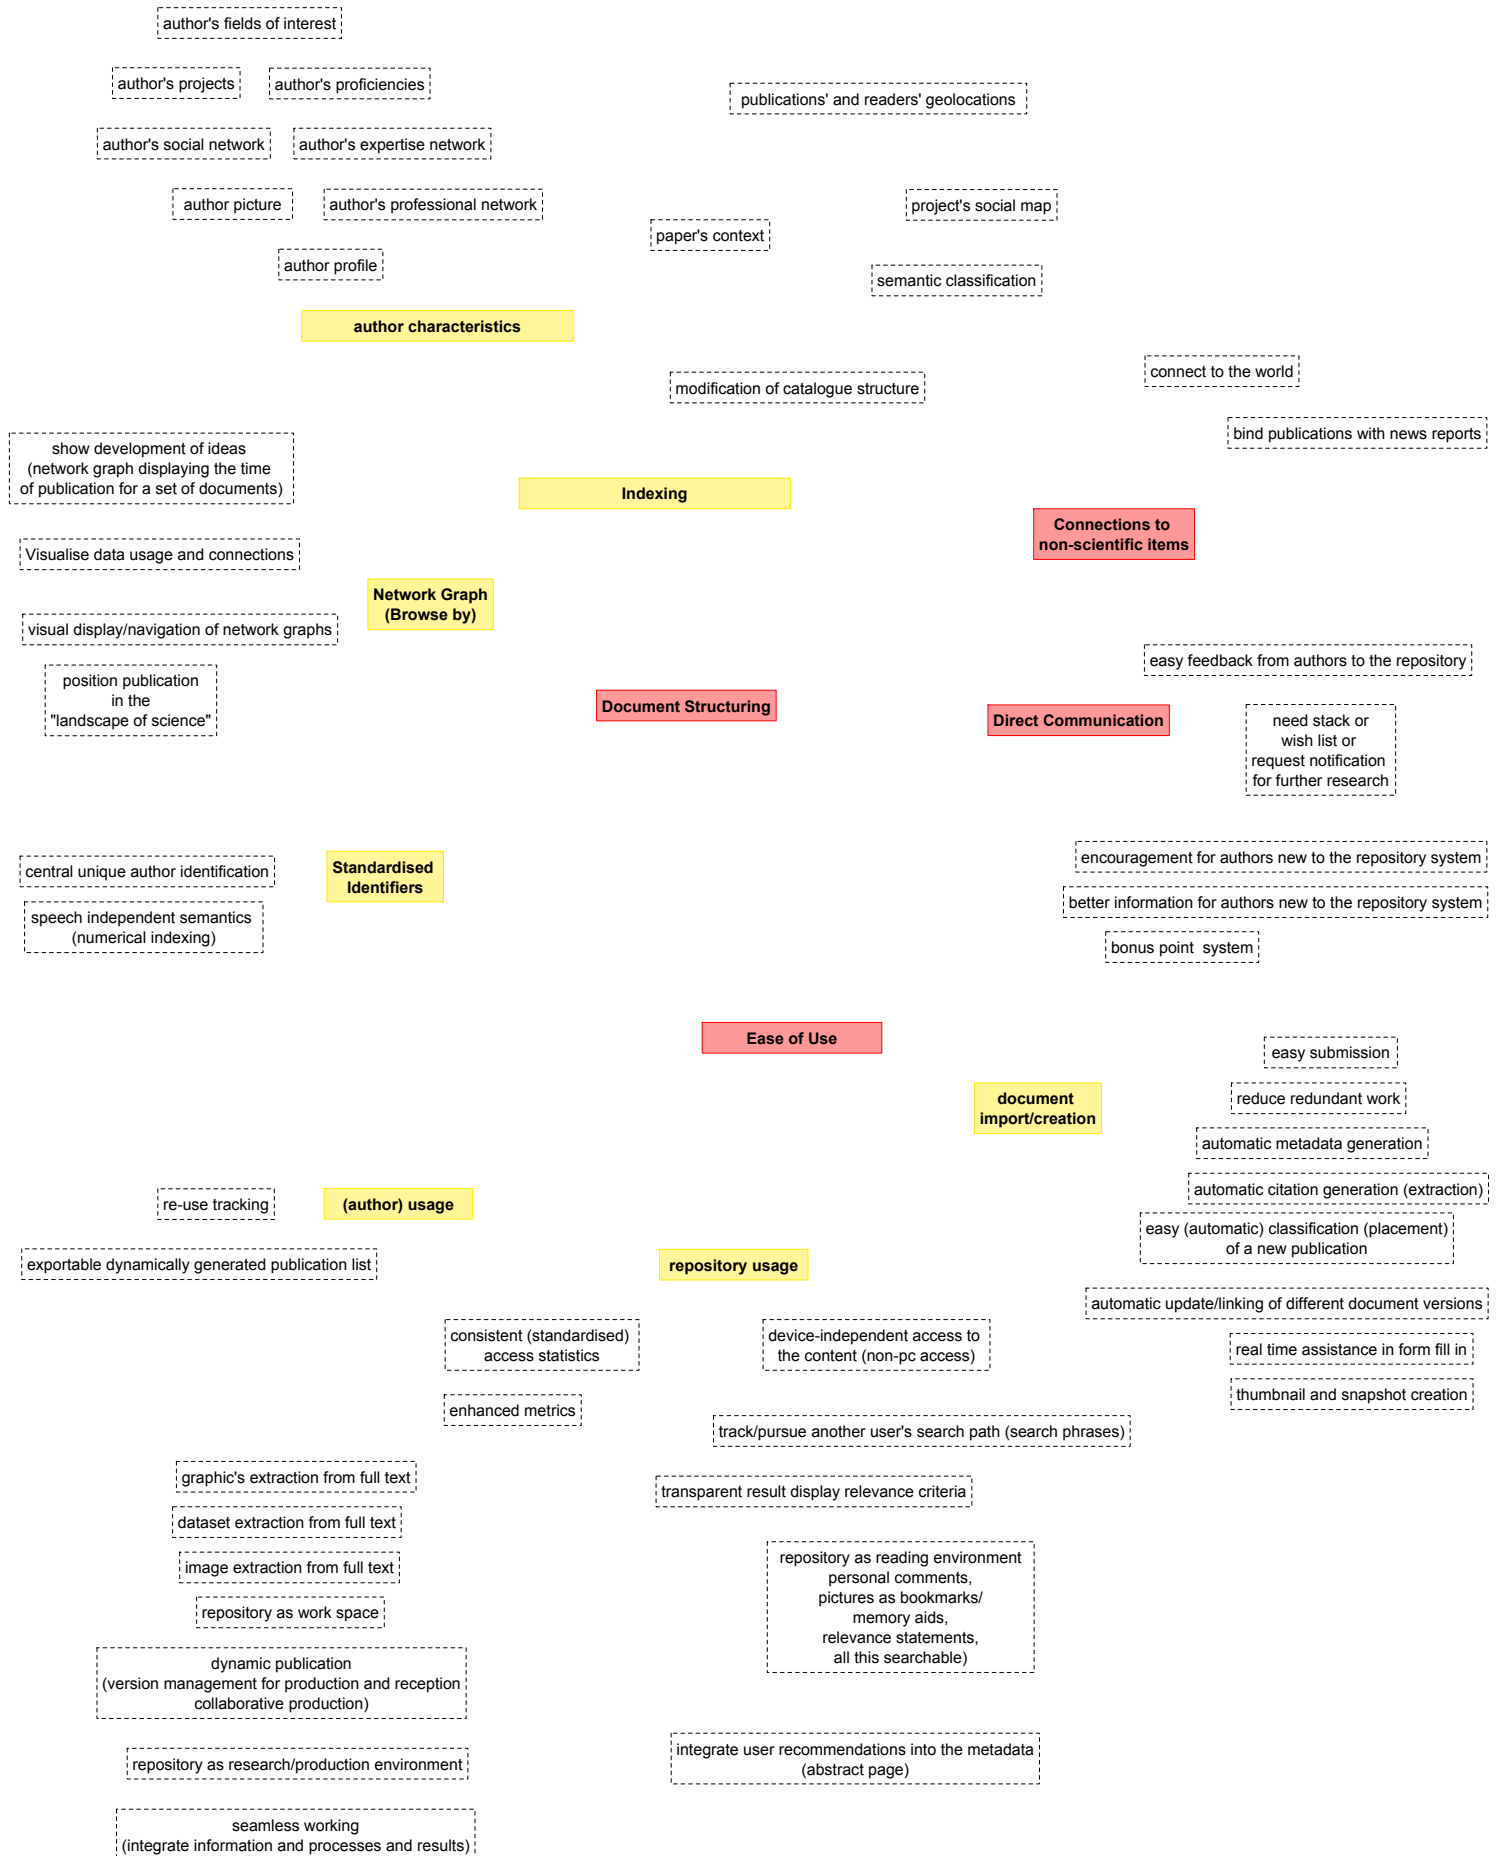 author's fields of interest
author's projects
author's proficiencies
publications' and readers' geolocations
author's social network
author's expertise network
author picture
author's professional network
project's social map
paper's context
author profile
semantic classification
author characteristics
connect to the world
modification of catalogue structure
bind publications with news reports
show development of ideas
(network graph displaying the time
of publication for a set of documents)
Indexing
Connections to
non-scientific items
Visualise data usage and connections
Network Graph
(Browse by)
visual display/navigation of network graphs
easy feedback from authors to the repository
position publication
in the
"landscape of science"
Document Structuring
Direct Communication
need stack or
wish list or
request notification
for further research
central unique author identification
Standardised
Identifiers
encouragement for authors new to the repository system
better information for authors new to the repository system
speech independent semantics
(numerical indexing)
bonus point  system
Ease of Use
easy submission
document
import/creation
reduce redundant work
automatic metadata generation
automatic citation generation (extraction)
re-use tracking
(author) usage
easy (automatic) classification (placement)
of a new publication
exportable dynamically generated publication list
repository usage
automatic update/linking of different document versions
consistent (standardised)
access statistics
device-independent access to
the content (non-pc access)
real time assistance in form fill in
thumbnail and snapshot creation
enhanced metrics
track/pursue another user's search path (search phrases)
graphic's extraction from full text
transparent result display relevance criteria
dataset extraction from full text
image extraction from full text
repository as reading environment
personal comments,
pictures as bookmarks/
memory aids,
relevance statements,
all this searchable)
repository as work space
dynamic publication
(version management for production and reception
collaborative production)
integrate user recommendations into the metadata
(abstract page)
repository as research/production environment
seamless working
(integrate information and processes and results)